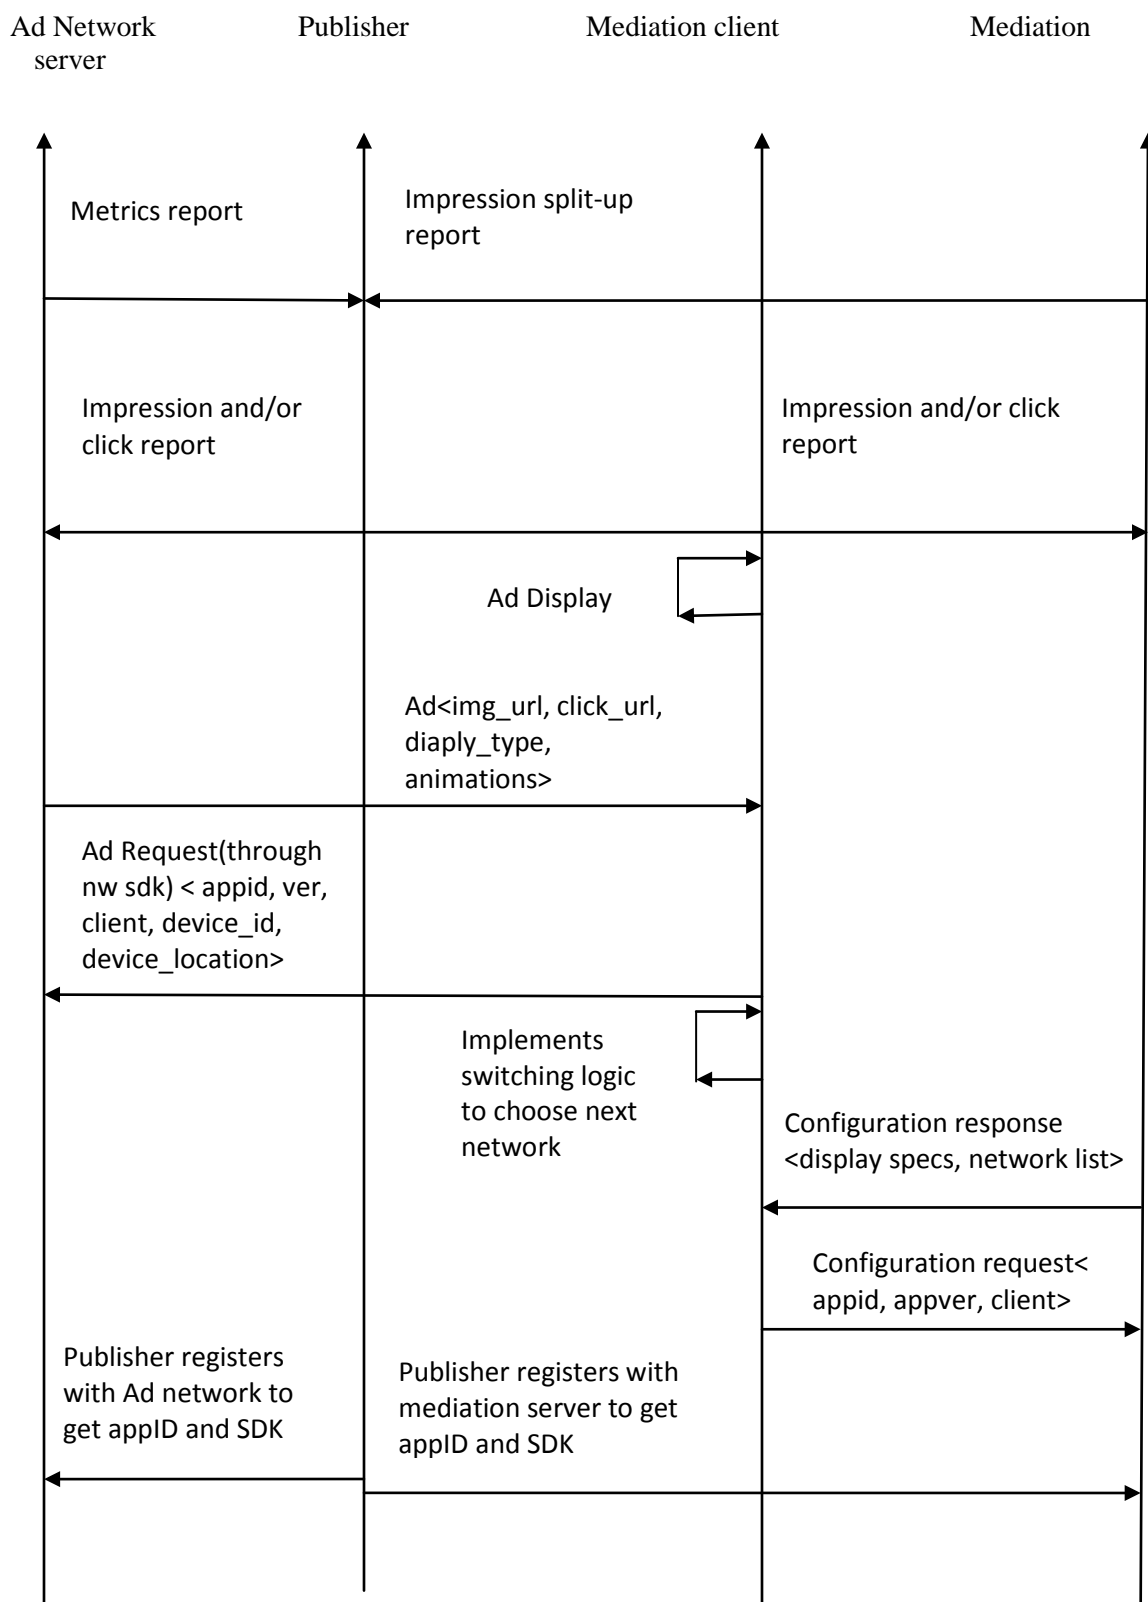 Ad Network
server
Publisher
Mediation client
Mediation
Metrics report
Impression split-up
report
Impression and/or
click report
Impression and/or click
report
Ad Display
Ad<img_url, click_url,
diaply_type,
animations>
Ad Request(through
nw sdk) < appid, ver,
client, device_id,
device_location>
Implements
switching logic
to choose next
network
Configuration response
<display specs, network list>
Configuration request<
appid, appver, client>
Publisher registers
with Ad network to
get appID and SDK
Publisher registers with
mediation server to get
appID and SDK